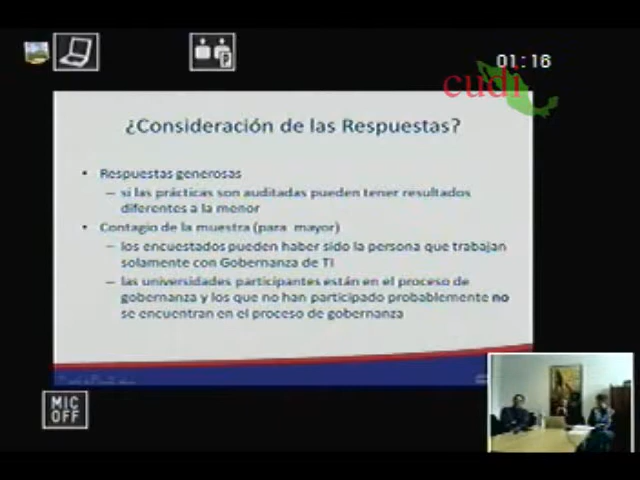 01:18
cudi
¿Consideración de las Respuestas?
• Respuestas generosas
– si las prácticas son auditadas pueden tener resultados
diferentes a la menor
• Contagio de la muestra (para mayor)
– los encuestados pueden haber sido la persona que trabajan
solamente con Gobernanza de TI
– las universidades participantes están en el proceso de
gobernanza y los que no han participado probablemente no
se encuentran en el proceso de gobernanza
MIC
OFF